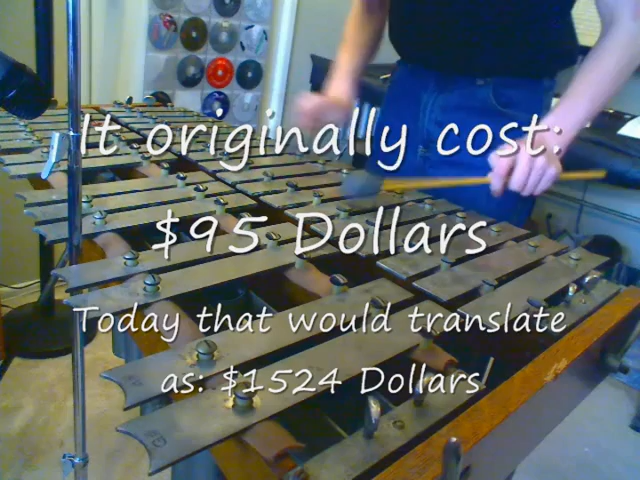 It originally cost:
$95 Dollars
Today that would translate
as: $1524 Dollars